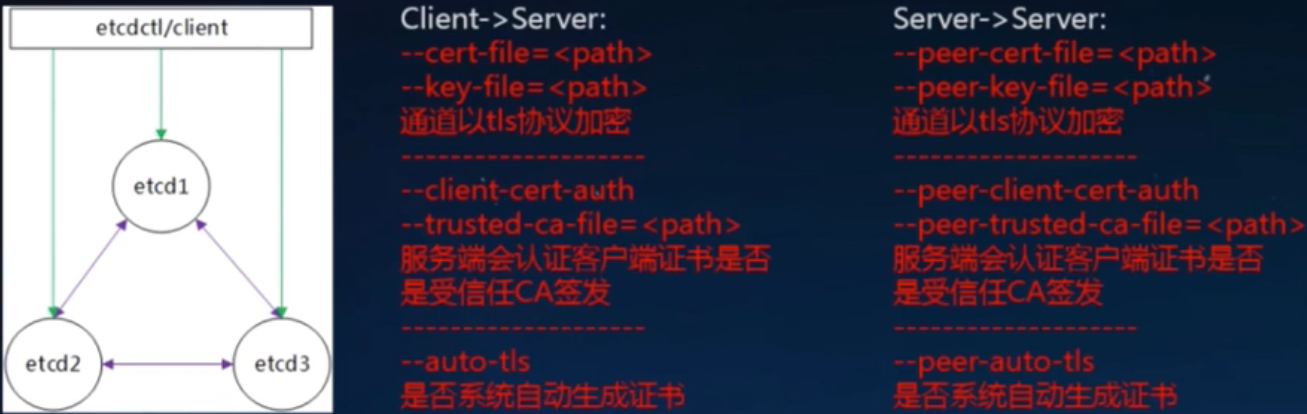 etcdctl/client
etcd1
etcd2
etcd3
Client->Server:
--cert-file=<path>
--key-file=<path>
通道以tls协议加密
--------------------
--client-cert-auth
--trusted-ca-file=<path>
服务端会认证客户端证书是否
是受信任CA签发
--------------------
--auto-tls
是否系统自动生成证书
Server->Server:
--peer-cert-file=<path>
--peer-key-file=<path>
通道以tls协议加密
--------------------
--peer-client-cert-auth
--peer-trusted-ca-file=<path>
服务端会认证客户端证书是否
是受信任CA签发
--------------------
--peer-auto-tls
是否系统自动生成证书